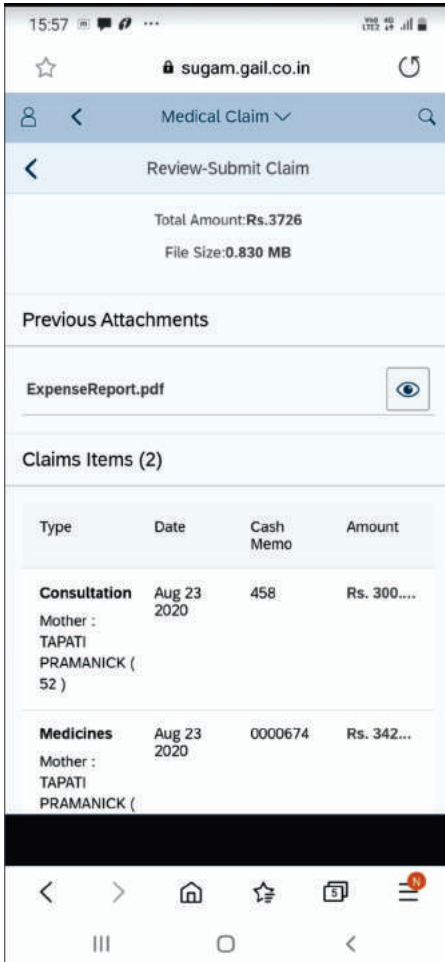 15:57
sugam.gail.co.in
Medical Claim
Review-Submit Claim
Total Amount:Rs.3726
File Size:0.830 MB
Previous Attachments
ExpenseReport.pdf
Claims Items (2)
Type Date Cash Memo Amount
Consultation Aug 23 2020 458 Rs. 300....
Mother :
TAPATI
PRAMANICK (
52 )
Medicines Aug 23 2020 0000674 Rs. 342...
Mother :
TAPATI
PRAMANICK (
5
N